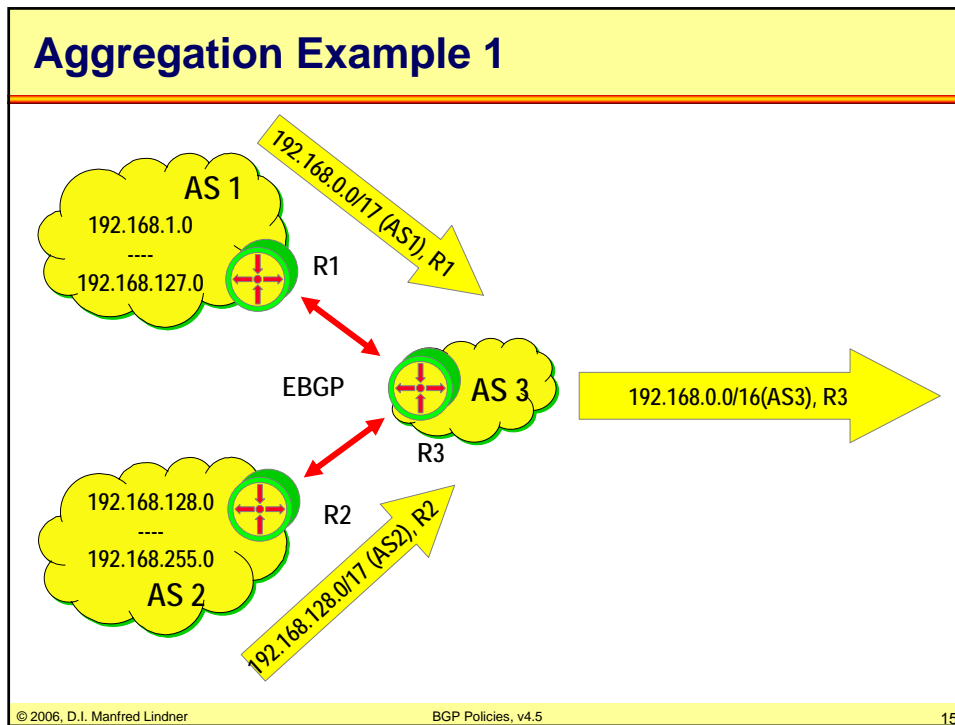 Aggregation Example 1
192.168.0.0/17 (AS1), R1
AS 1
192.168.1.0
----
192.168.127.0
R1
EBGP
AS 3
R3
192.168.0.0/16(AS3), R3
192.168.128.0
----
192.168.255.0
AS 2
R2
192.168.128.0/17 (AS2), R2
© 2006, D.I. Manfred Lindner
BGP Policies, v4.5
15